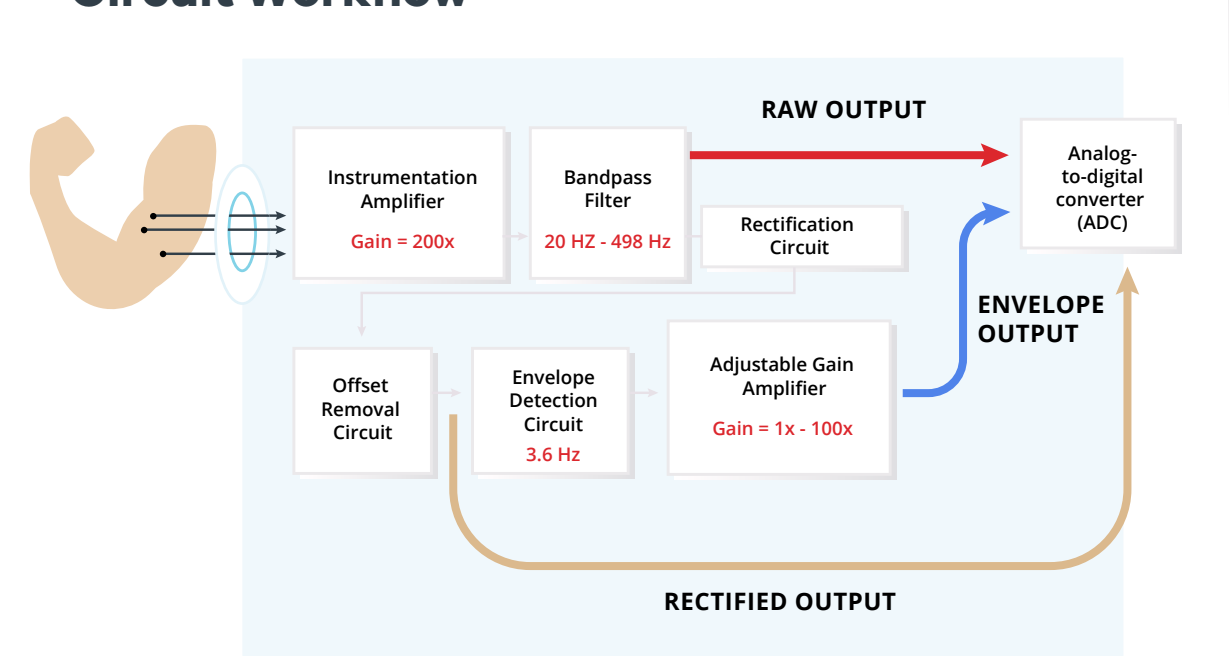 Circuit Workflow
RAW OUTPUT
Instrumentation
Amplifier
Gain = 200x
Bandpass
Filter
20 HZ - 498 Hz
Rectification
Circuit
Analog-
to-digital
converter
(ADC)
ENVELOPE
OUTPUT
Offset
Removal
Circuit
Envelope
Detection
Circuit
3.6 Hz
Adjustable Gain
Amplifier
Gain = 1x - 100x
RECTIFIED OUTPUT